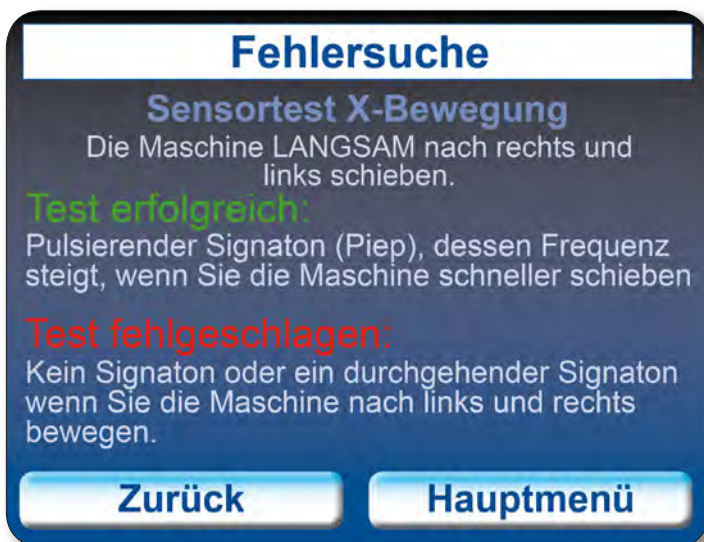 Fehlersuche
Sensortest X-Bewegung
Die Maschine LANGSAM nach rechts und
links schieben.
Test erfolgreich:
Pulsierender Signaton (Piep), dessen Frequenz
steigt, wenn Sie die Maschine schneller schieben
Test fehlgeschlagen:
Kein Signaton oder ein durchgehender Signaton
wenn Sie die Maschine nach links und rechts
bewegen.
Zurück
Hauptmenü